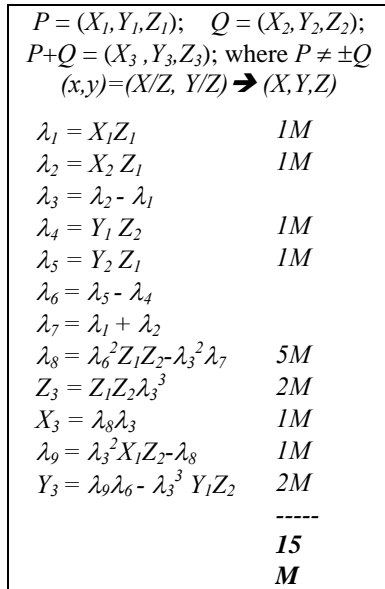 P = (X₁,Y₁,Z₁); Q = (X₂,Y₂,Z₂);
P+Q = (X₃ ,Y₃,Z₃); where P ≠ ±Q
(x,y)=(X/Z, Y/Z) ➔ (X,Y,Z)
λ₁ = X₁Z₁ 1M
λ₂ = X₂ Z₁ 1M
λ₃ = λ₂ - λ₁
λ₄ = Y₁ Z₂ 1M
λ₅ = Y₂ Z₁ 1M
λ₆ = λ₅ - λ₄
λ₇ = λ₁ + λ₂
λ₈ = λ₆²Z₁Z₂-λ₃²λ₇ 5M
Z₃ = Z₁Z₂λ₃³ 2M
X₃ = λ₈λ₃ 1M
λ₉ = λ₃²X₁Z₂-λ₈ 1M
Y₃ = λ₉λ₆- λ₃³ Y₁Z₂ 2M
-----
15
M